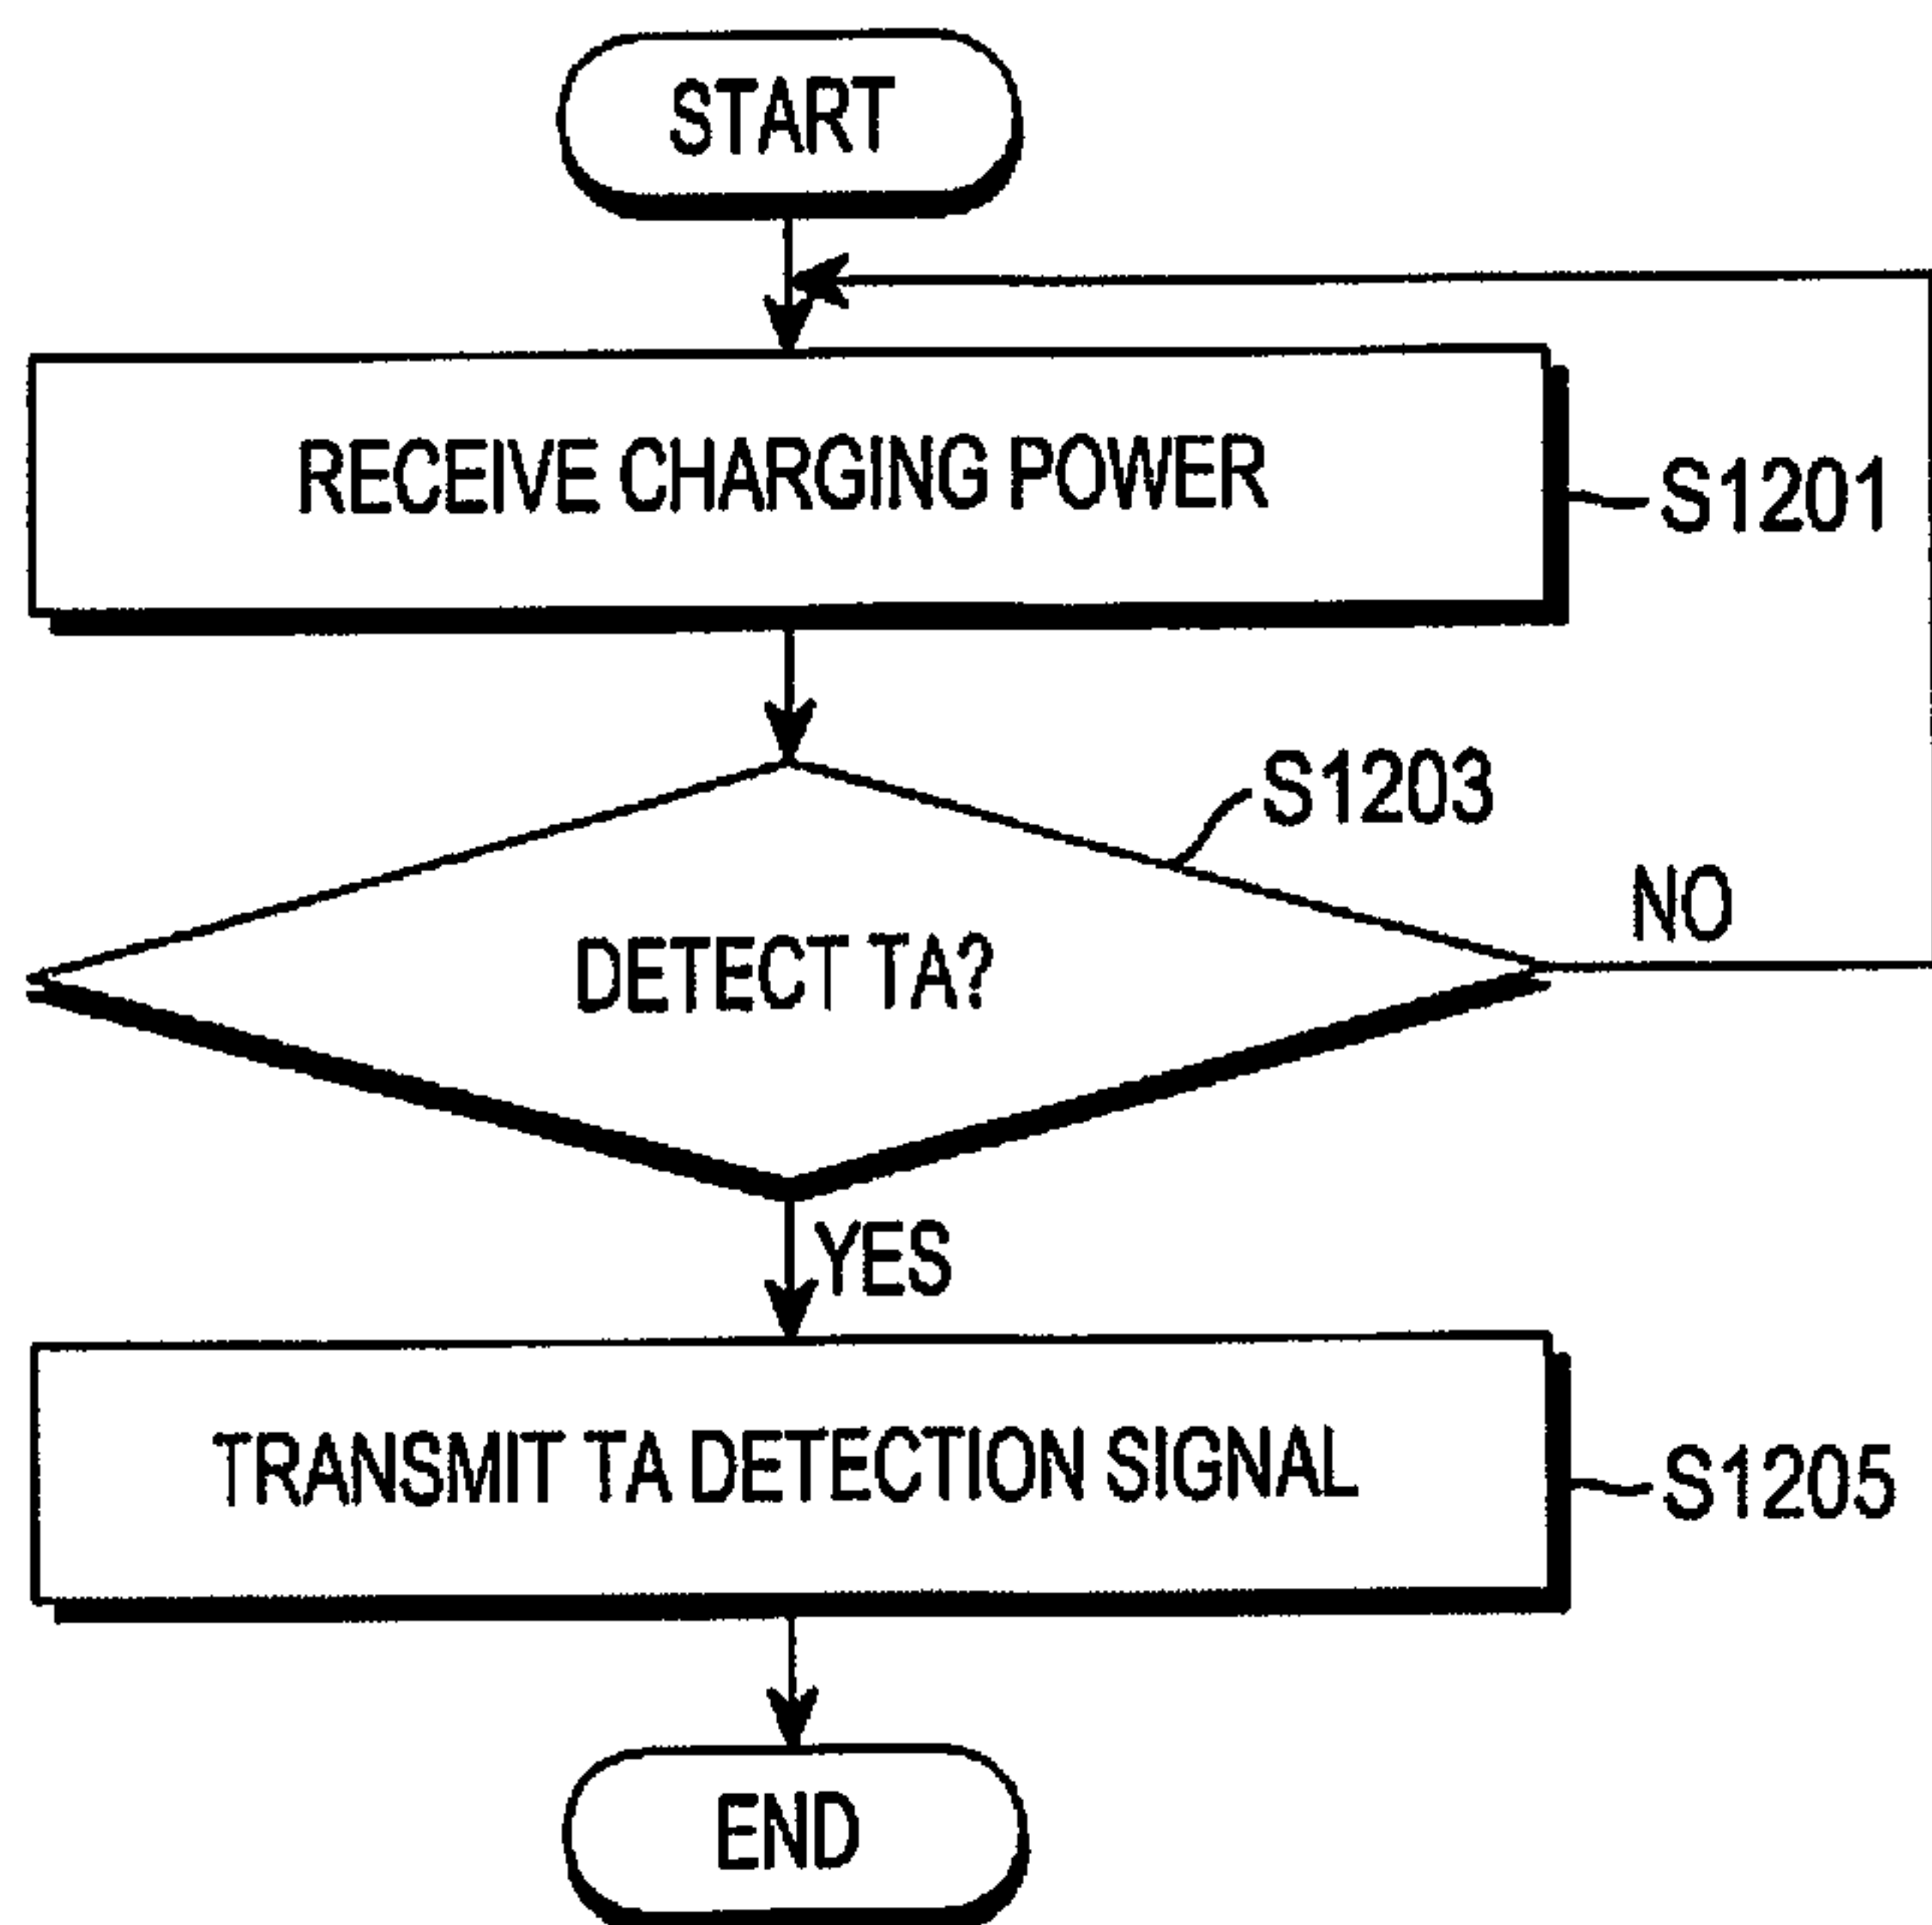 START
RECEIVE CHARGING POWER
S1201
S1203
DETECT TA?
NO
YES
TRANSMIT TA DETECTION SIGNAL
S1205
END